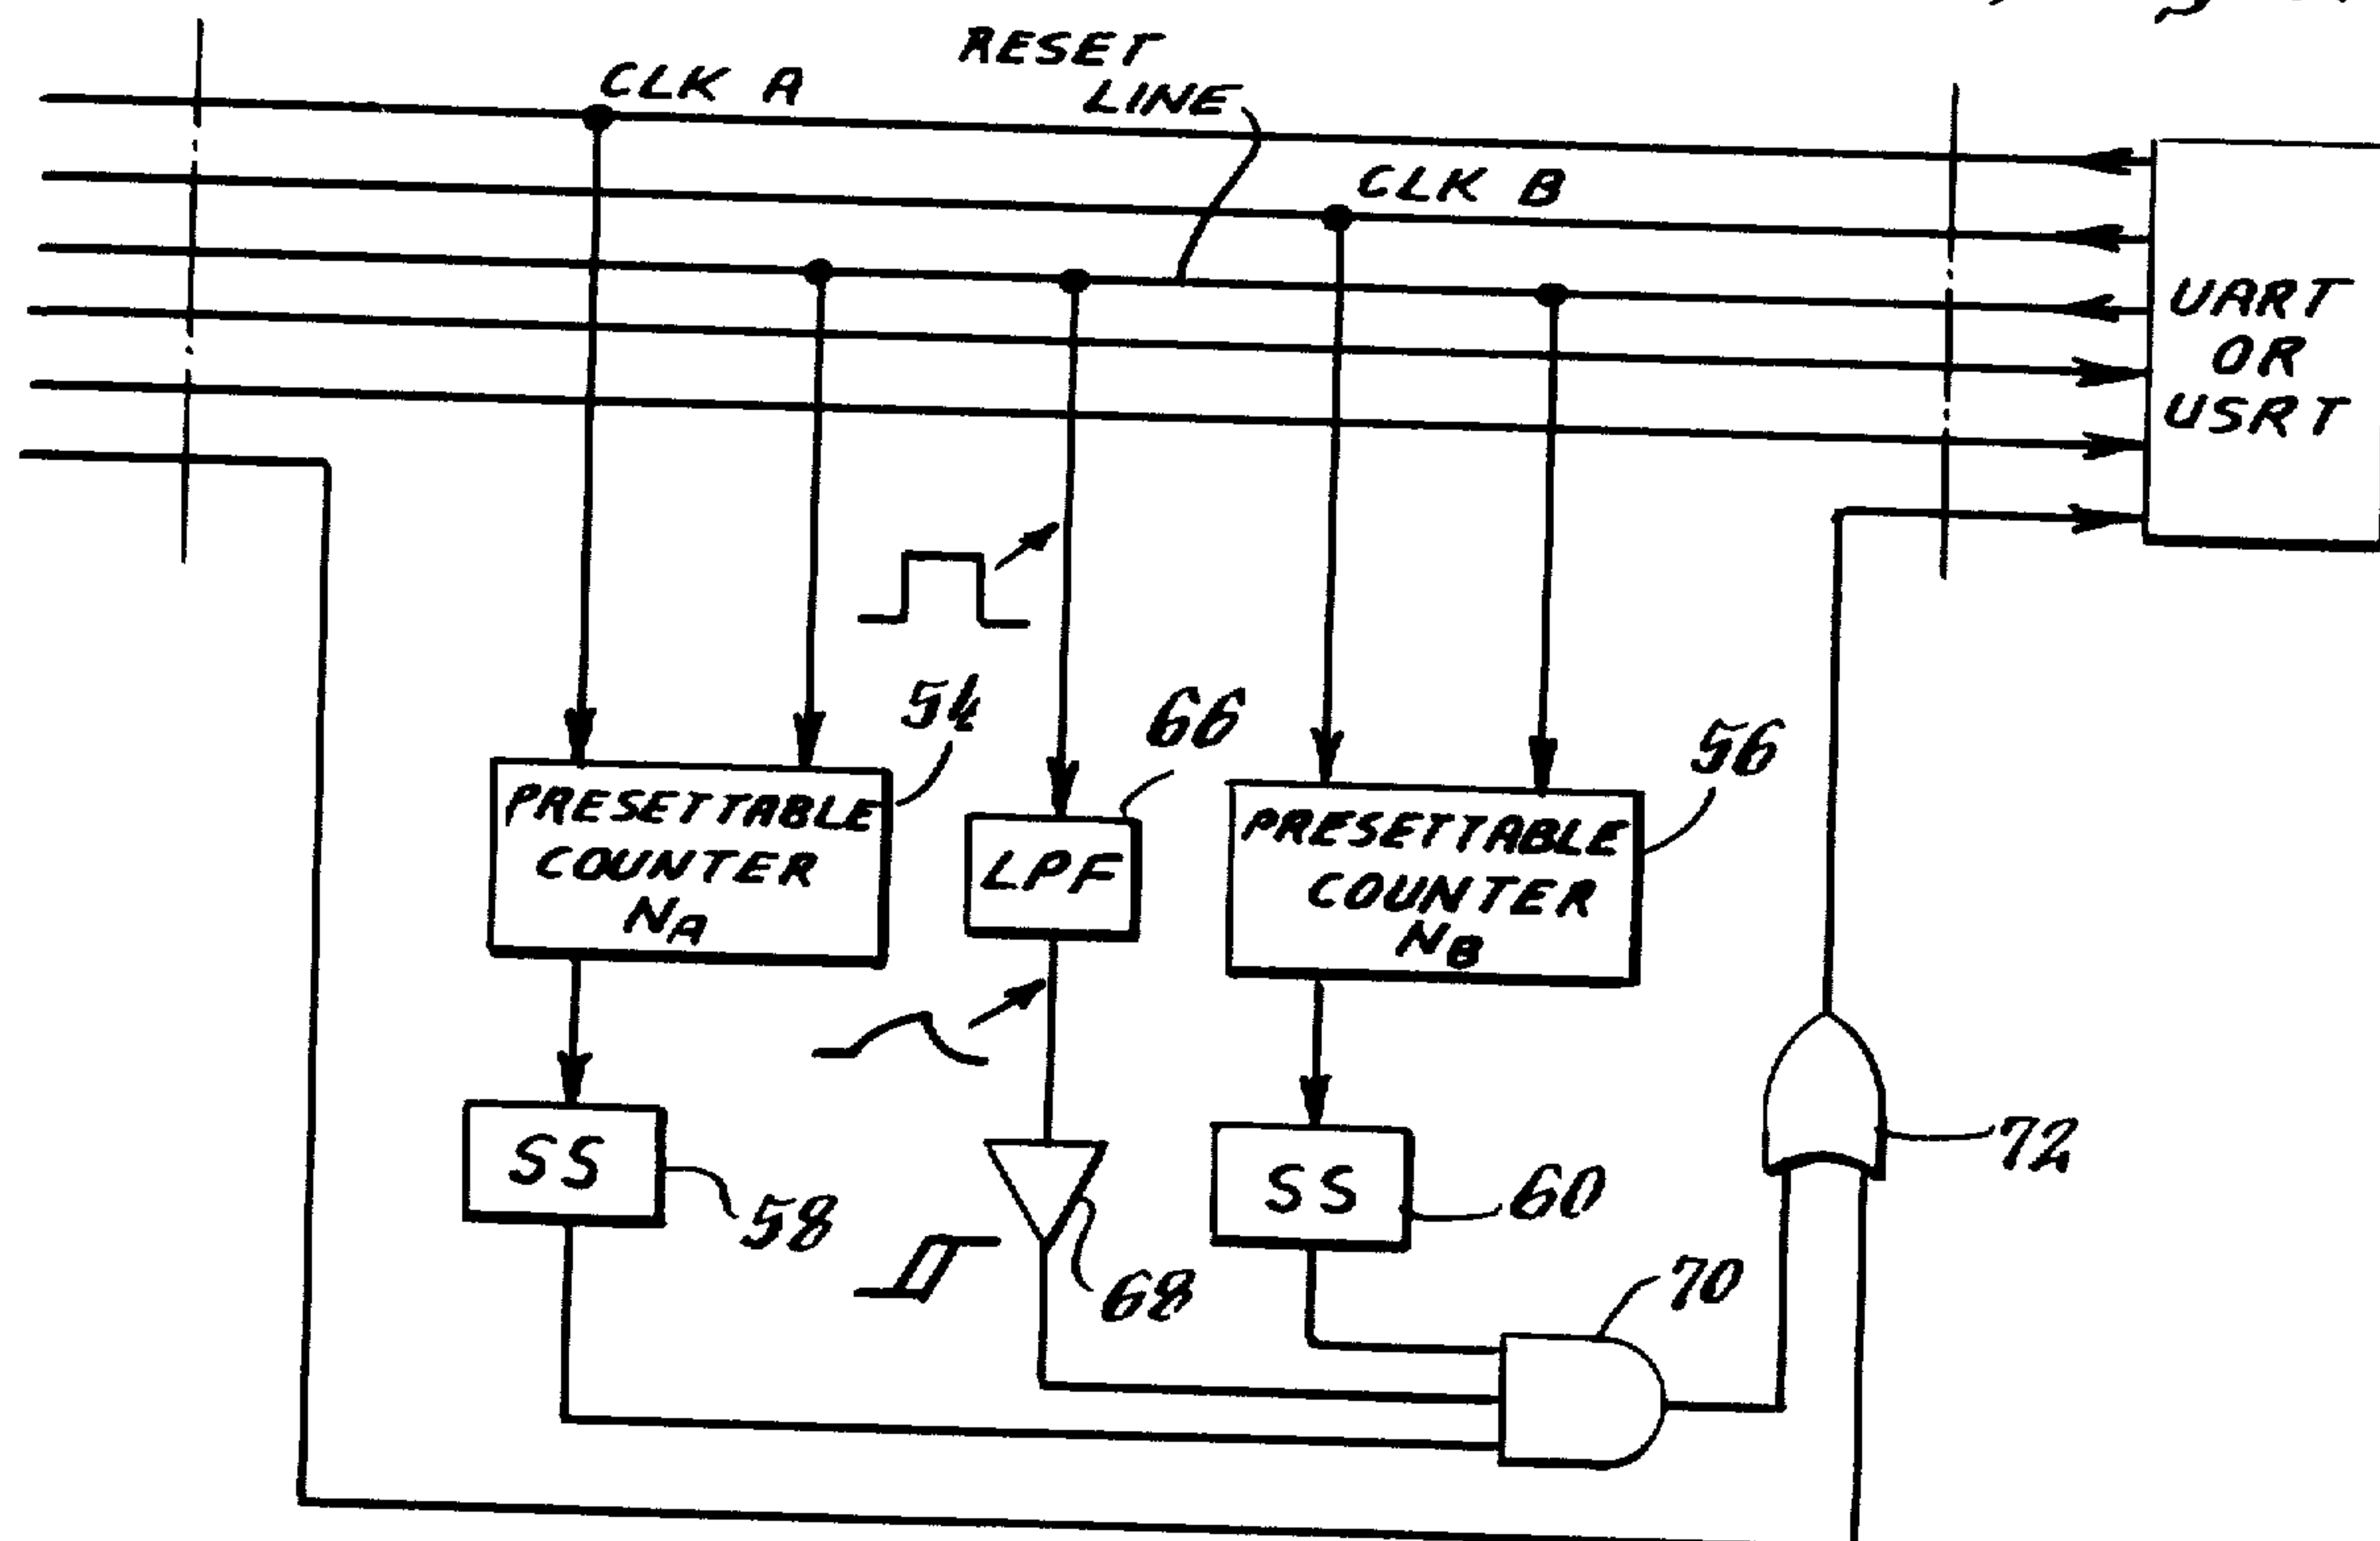 RESET
LINE
CLK A
CLK B
UART
OR
USRT
54
66
56
PRESETTABLE
COUNTER
NA
LPF
PRESETTABLE
COUNTER
NB
SS
58
68
SS
60
70
72